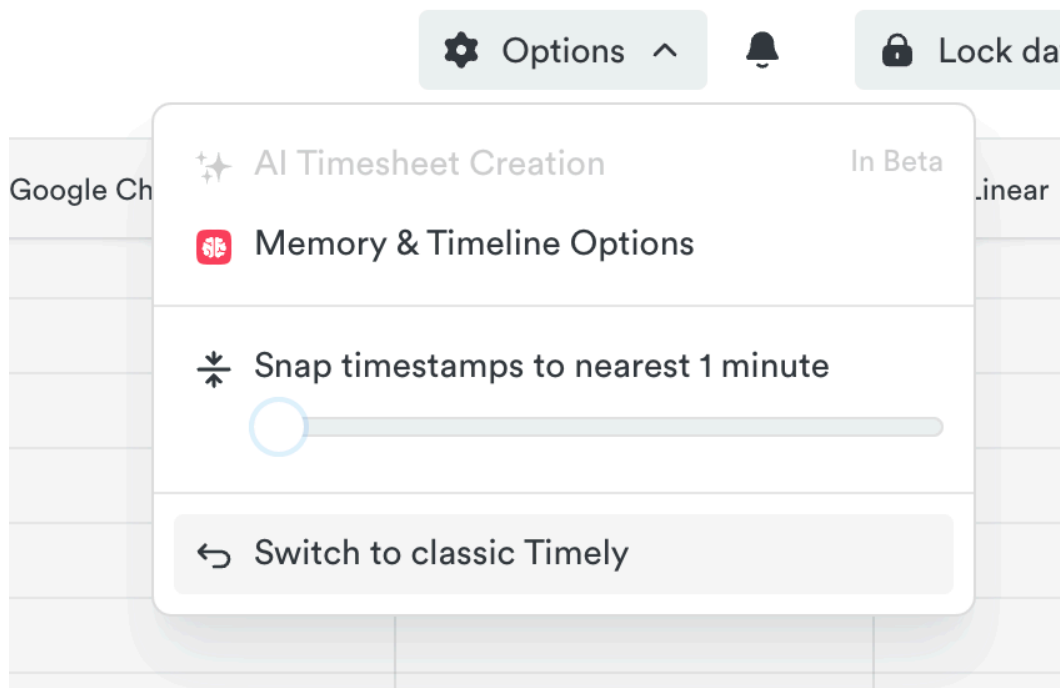 Options
Lock da
AI Timesheet Creation In Beta
Google Ch
Linear
Memory & Timeline Options
Snap timestamps to nearest 1 minute
Switch to classic Timely